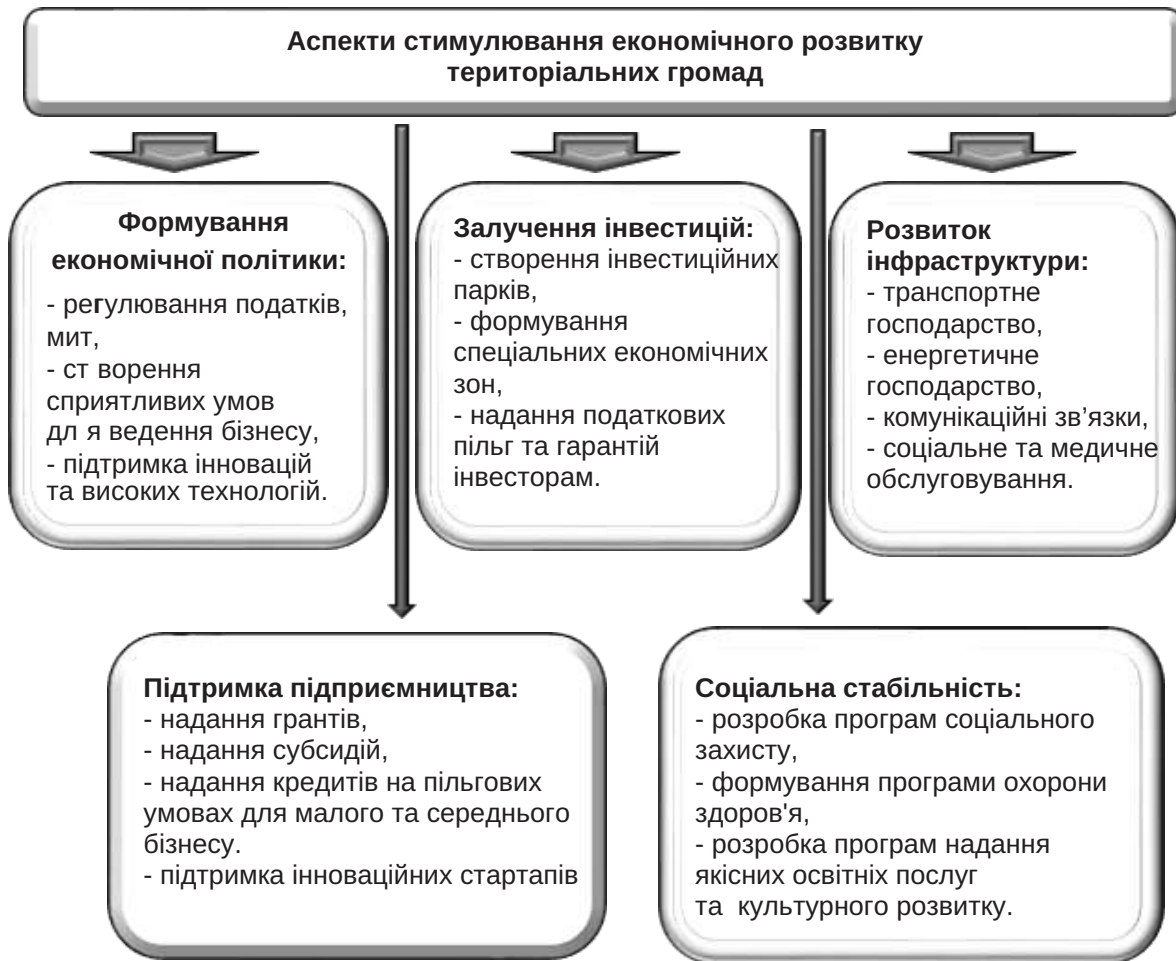 Аспекти стимулювання економічного розвитку
територіальних громад
Формування
економічної політики:
- регулювання податків,
мит,
- ст ворення
сприятливих умов
дл я ведення бізнесу,
- підтримка інновацій
та високих технологій.
Залучення інвестицій:
- створення інвестиційних
парків,
- формування
спеціальних економічних
зон,
- надання податкових
пільг та гарантій
інвесторам.
Розвиток
інфраструктури:
- транспортне
господарство,
- енергетичне
господарство,
- комунікаційні зв’язки,
- соціальне та медичне
обслуговування.
Підтримка підприємництва:
- надання грантів,
- надання субсидій,
- надання кредитів на пільгових
умовах для малого та середнього
бізнесу.
- підтримка інноваційних стартапів
Соціальна стабільність:
- розробка програм соціального
захисту,
- формування програми охорони
здоров'я,
- розробка програм надання
якісних освітніх послуг
та  культурного розвитку.